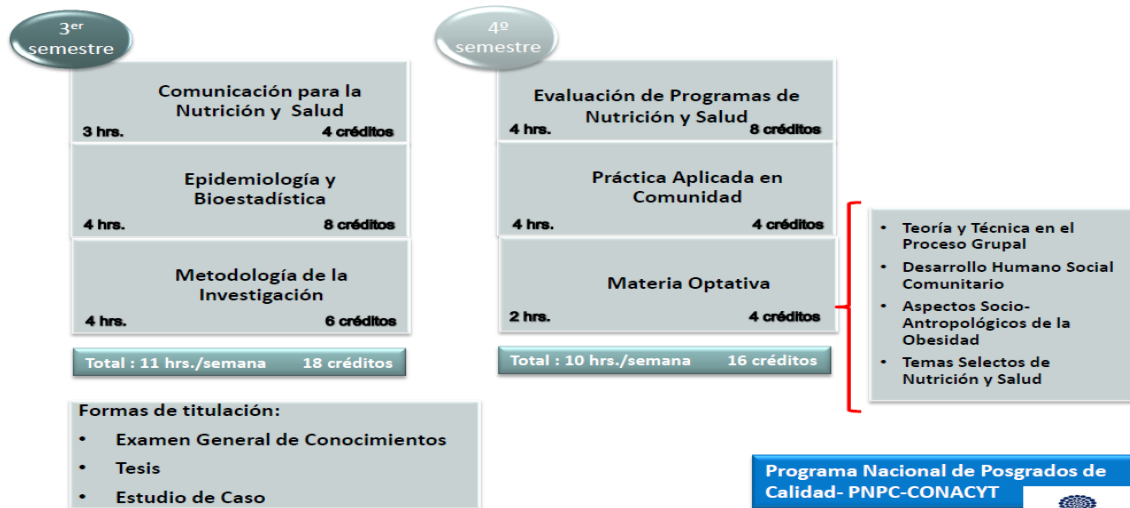 3er
semestre
Comunicación para la
Nutrición y Salud
3 hrs. 4 créditos
Epidemiología y
Bioestadística
4 hrs. 8 créditos
Metodología de la
Investigación
4 hrs. 6 créditos
Total : 11 hrs./semana 18 créditos
4º
semestre
Evaluación de Programas de
Nutrición y Salud
4 hrs. 8 créditos
Práctica Aplicada en
Comunidad
4 hrs. 4 créditos
Materia Optativa
2 hrs. 4 créditos
Total : 10 hrs./semana 16 créditos
• Teoría y Técnica en el
Proceso Grupal
• Desarrollo Humano Social
Comunitario
• Aspectos Socio-
Antropológicos de la
Obesidad
• Temas Selectos de
Nutrición y Salud
Formas de titulación:
• Examen General de Conocimientos
• Tesis
• Estudio de Caso
Programa Nacional de Posgrados de
Calidad- PNPC-CONACYT